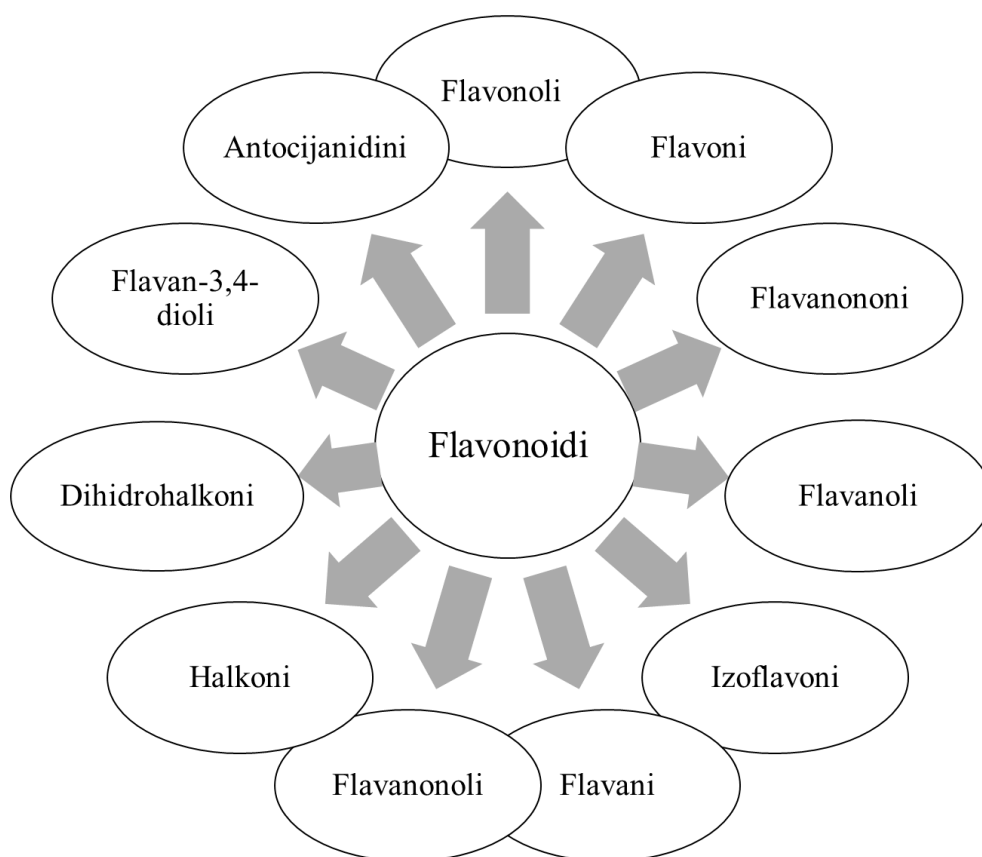 Flavonoli
Antocijanidini
Flavoni
Flavan-3,4-
dioli
Flavanononi
Flavonoidi
Dihidrohalkoni
Flavanoli
Halkoni
Izoflavoni
Flavanonoli
Flavani